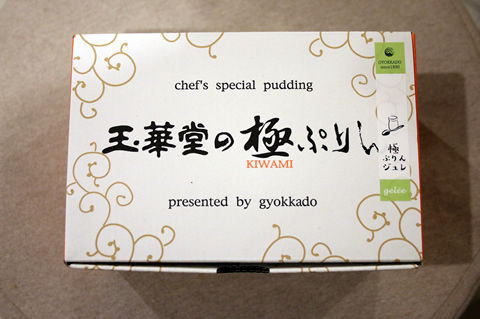 chef's special pudding
玉華堂の極ぷりん
KIWAMI
presented by gyokkado
GYOKKADO
since1890
極
ぷりん
ジュレ
gelée